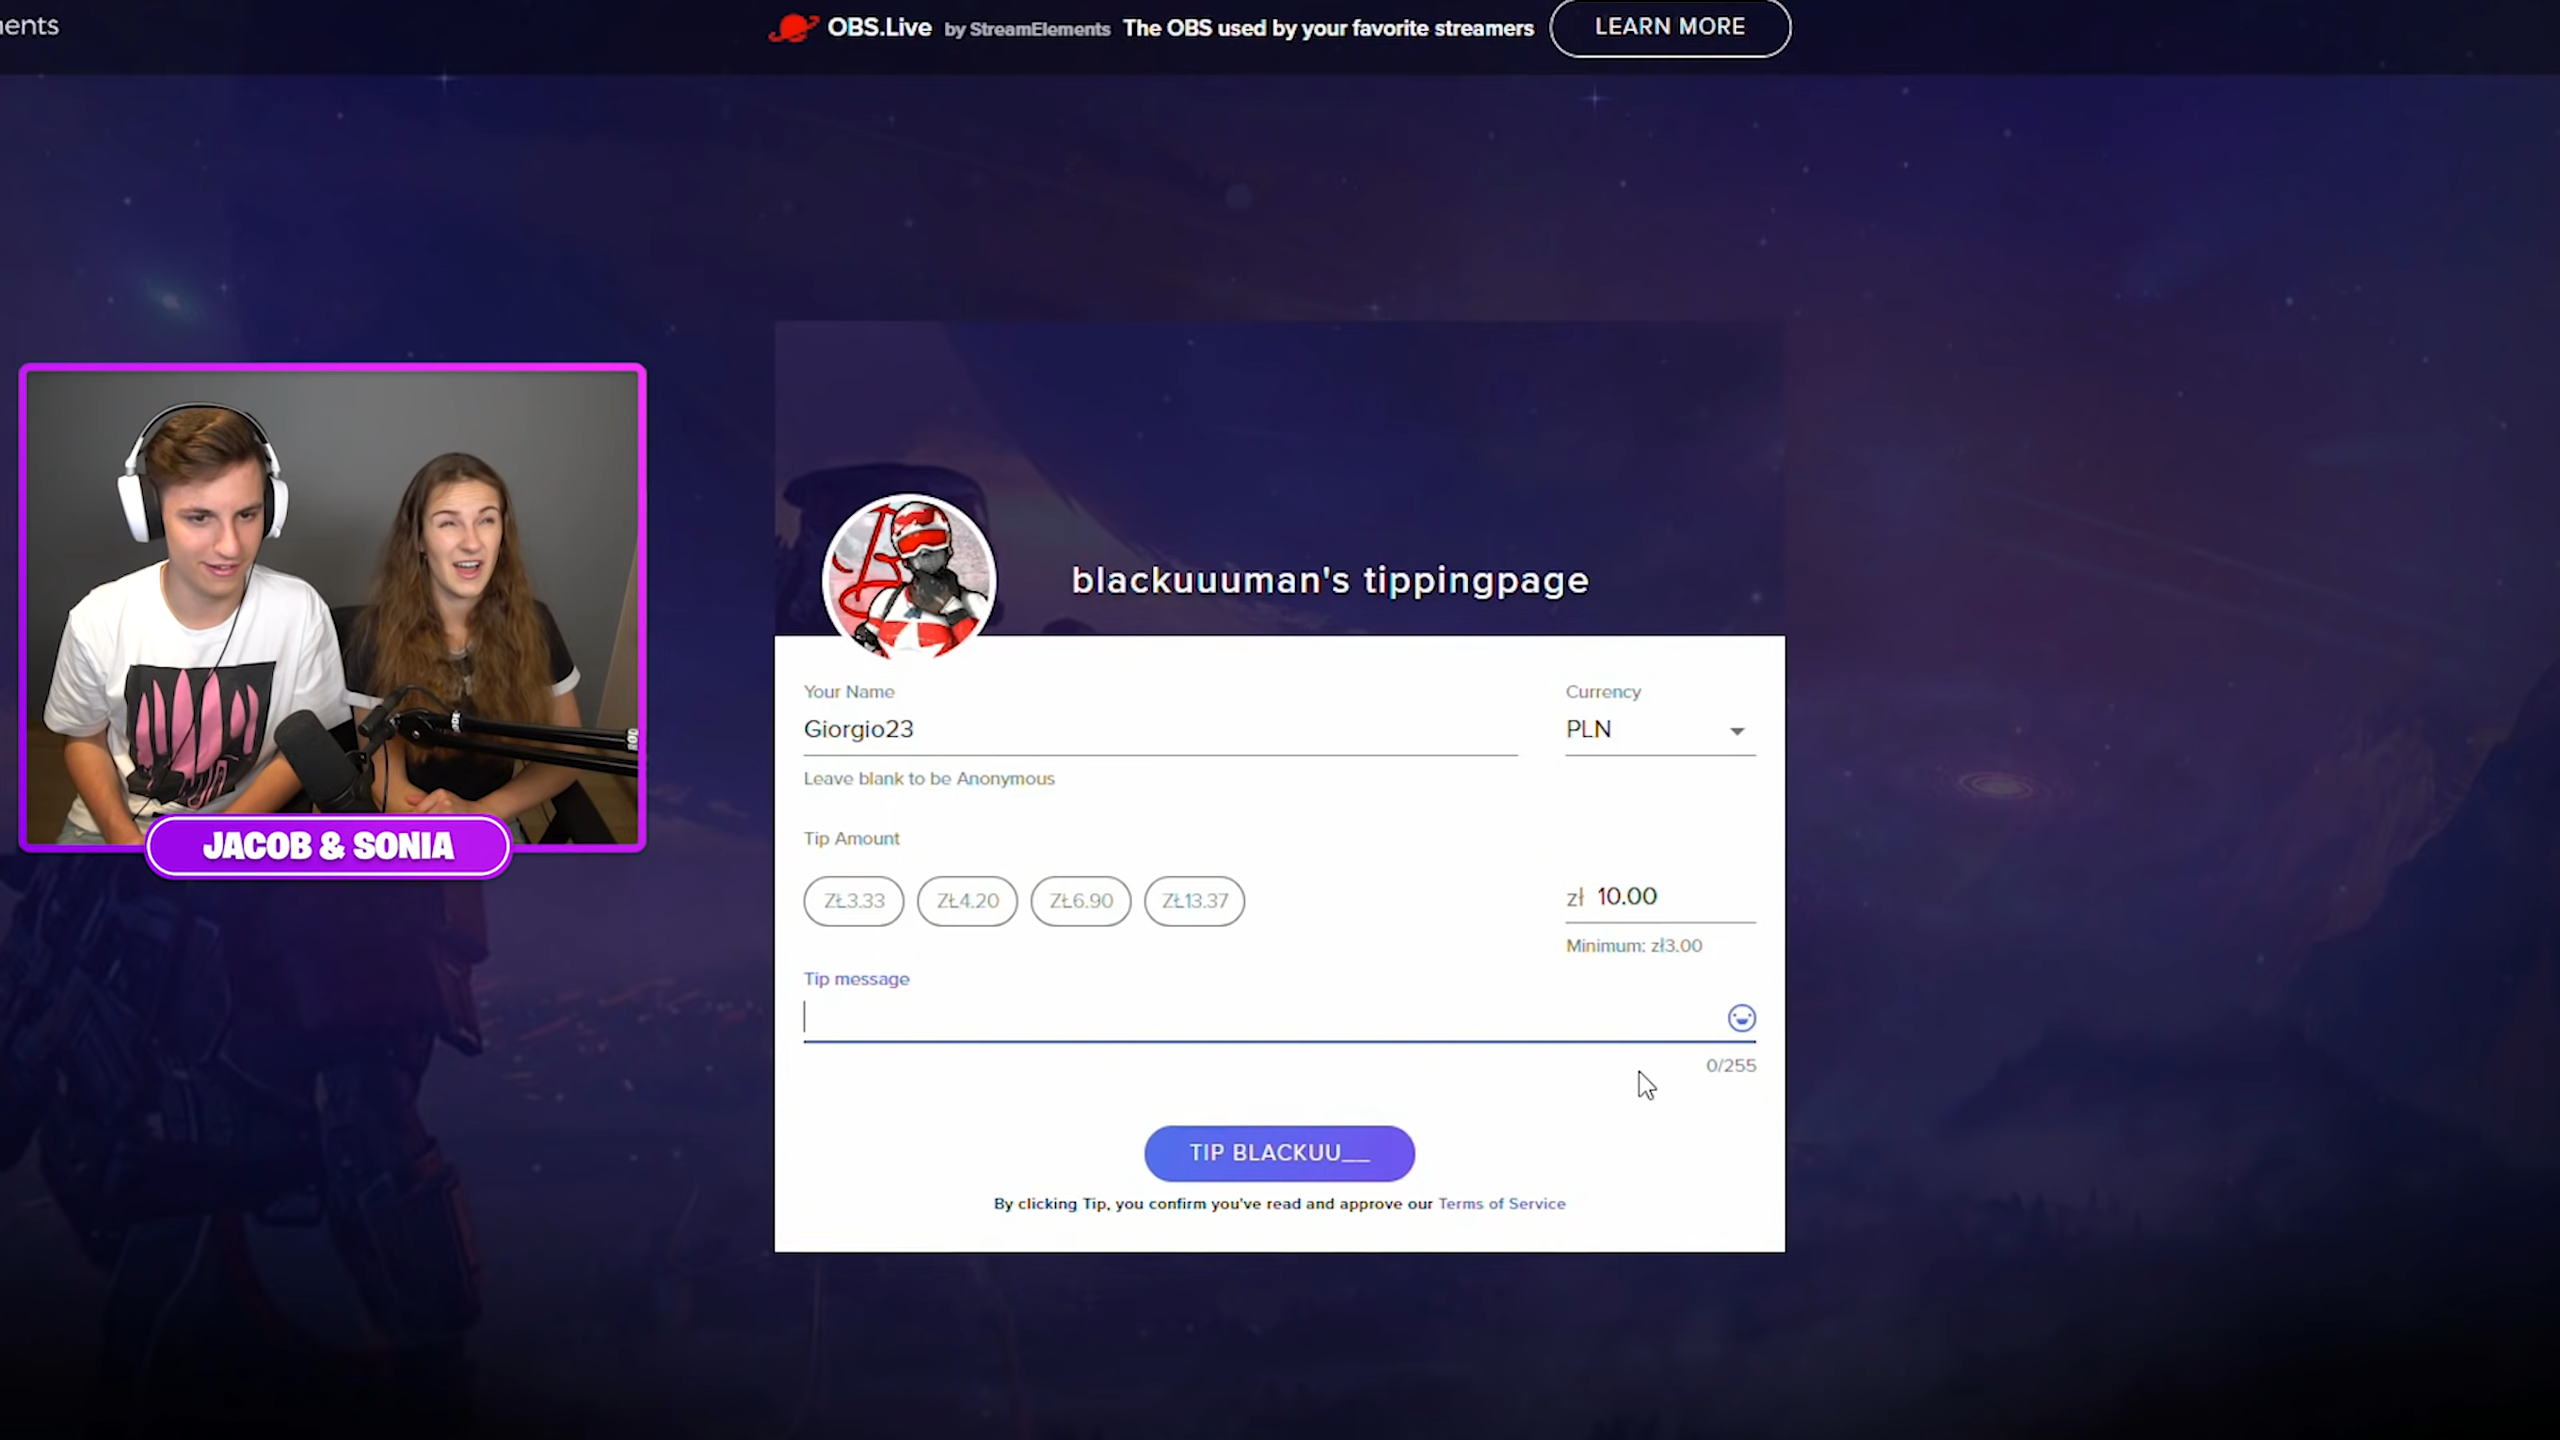 ents
OBS.Live by StreamElements The OBS used by your favorite streamers
LEARN MORE
blackuuuman's tippingpage
Your Name
Giorgio23
Leave blank to be Anonymous
Currency
PLN
Tip Amount
ZŁ3.33 ZŁ4.20 ZŁ6.90 ZŁ13.37
zł 10.00
Minimum: zł3.00
Tip message
0/255
TIP BLACKUU__
By clicking Tip, you confirm you've read and approve our Terms of Service
JACOB & SONIA